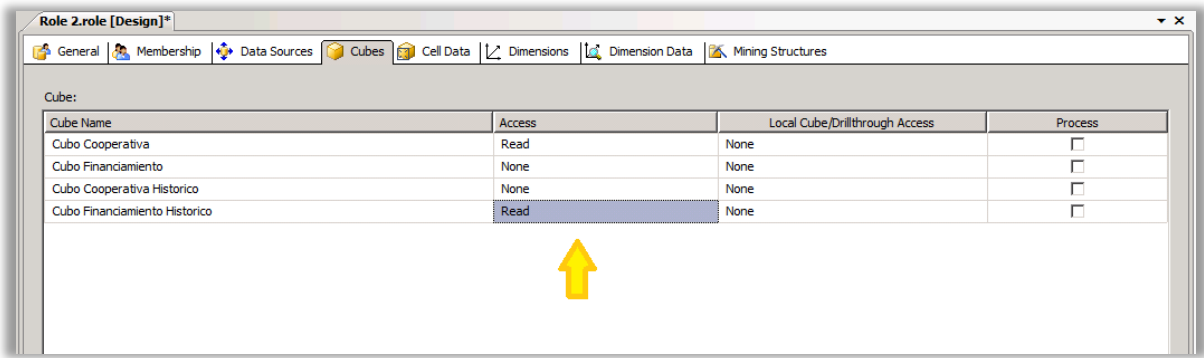 Role 2.role [Design]*
General Membership Data Sources Cubes Cell Data Dimensions Dimension Data Mining Structures
Cube:
Cube Name Access Local Cube/Drillthrough Access Process
Cubo Cooperativa Read None
Cubo Financiamiento None None
Cubo Cooperativa Historico None None
Cubo Financiamiento Historico Read None